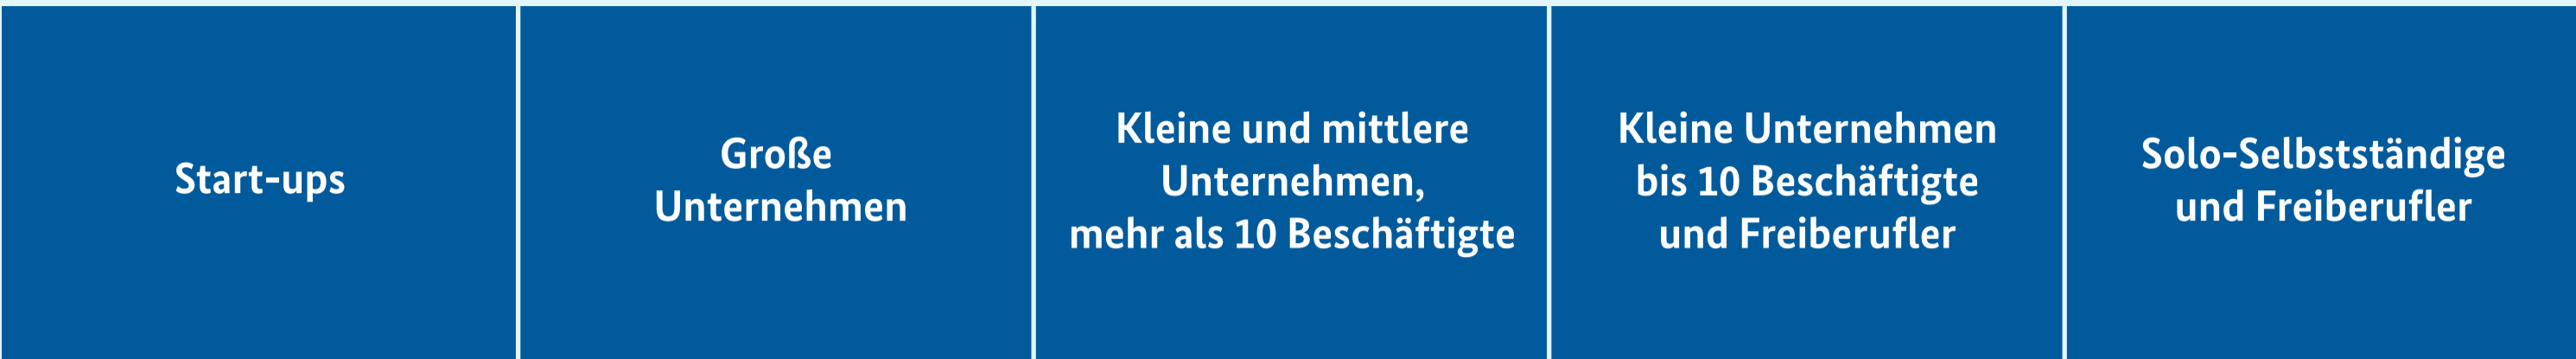 Start-ups
Große
Unternehmen
Kleine und mittlere
Unternehmen,
mehr als 10 Beschäftigte
Kleine Unternehmen
bis 10 Beschäftigte
und Freiberufler
Solo-Selbstständige
und Freiberufler